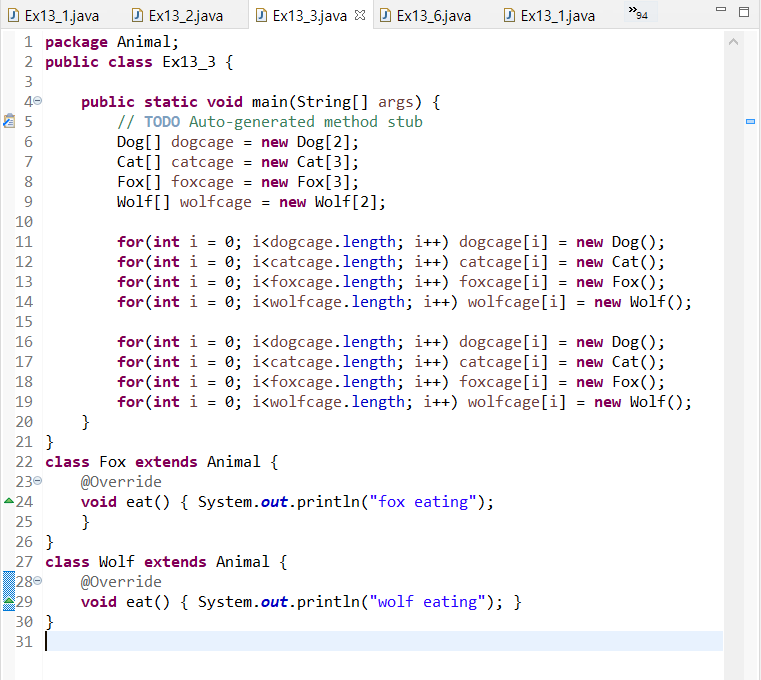 Ex13_1.java Ex13_2.java Ex13_3.java Ex13_6.java Ex13_1.java »94
1 package Animal;
2 public class Ex13_3 {
3
4 public static void main(String[] args) {
5 // TODO Auto-generated method stub
6 Dog[] dogcage = new Dog[2];
7 Cat[] catcage = new Cat[3];
8 Fox[] foxcage = new Fox[3];
9 Wolf[] wolfcage = new Wolf[2];
10
11 for(int i = 0; i<dogcage.length; i++) dogcage[i] = new Dog();
12 for(int i = 0; i<catcage.length; i++) catcage[i] = new Cat();
13 for(int i = 0; i<foxcage.length; i++) foxcage[i] = new Fox();
14 for(int i = 0; i<wolfcage.length; i++) wolfcage[i] = new Wolf();
15
16 for(int i = 0; i<dogcage.length; i++) dogcage[i] = new Dog();
17 for(int i = 0; i<catcage.length; i++) catcage[i] = new Cat();
18 for(int i = 0; i<foxcage.length; i++) foxcage[i] = new Fox();
19 for(int i = 0; i<wolfcage.length; i++) wolfcage[i] = new Wolf();
20 }
21 }
22 class Fox extends Animal {
23 @Override
24 void eat() { System.out.println("fox eating");
25 }
26 }
27 class Wolf extends Animal {
28 @Override
29 void eat() { System.out.println("wolf eating"); }
30 }
31